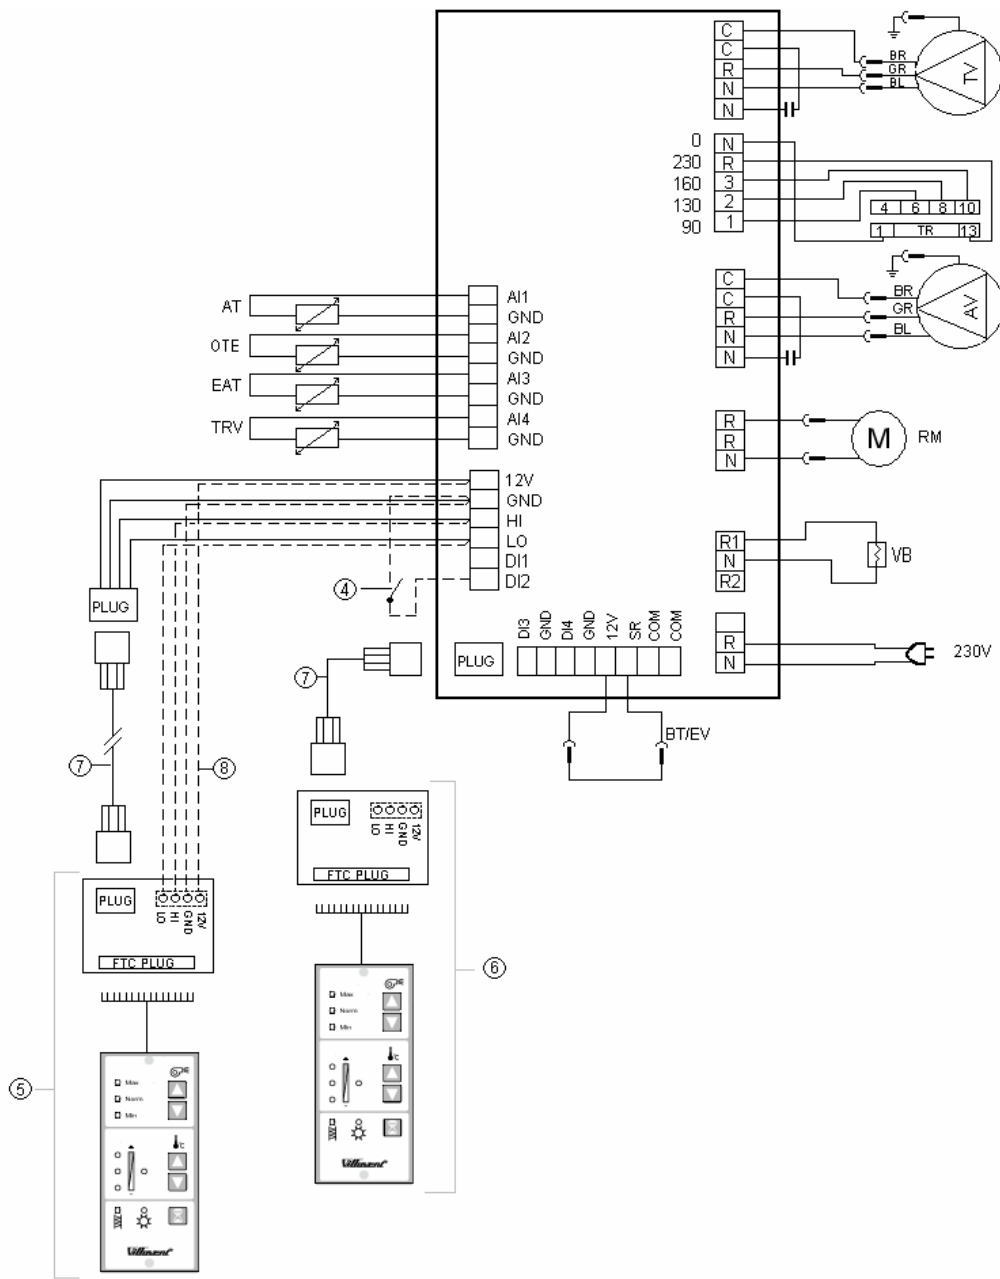 C
C
R
N
N
BR
GR
BL
TV
0
230
160
130
90
N
R
3
2
1
4 6 8 10
1 TR 13
C
C
R
N
N
BR
GR
BL
AV
AT
OTE
EAT
TRV
AI1
GND
AI2
GND
AI3
GND
AI4
GND
R
R
N
M
RM
12V
GND
HI
LO
DI1
DI2
4
R1
N
R2
VB
R
N
230V
PLUG
PLUG
DI3
GND
DI4
GND
12V
SR
COM
COM
BT/EV
7
7
8
PLUG
LO
HI
GND
12V
FTC PLUG
PLUG
LO
HI
GND
12V
FTC PLUG
6
Max
Norm
Min
°C
Villavent
5
Max
Norm
Min
°C
Villavent